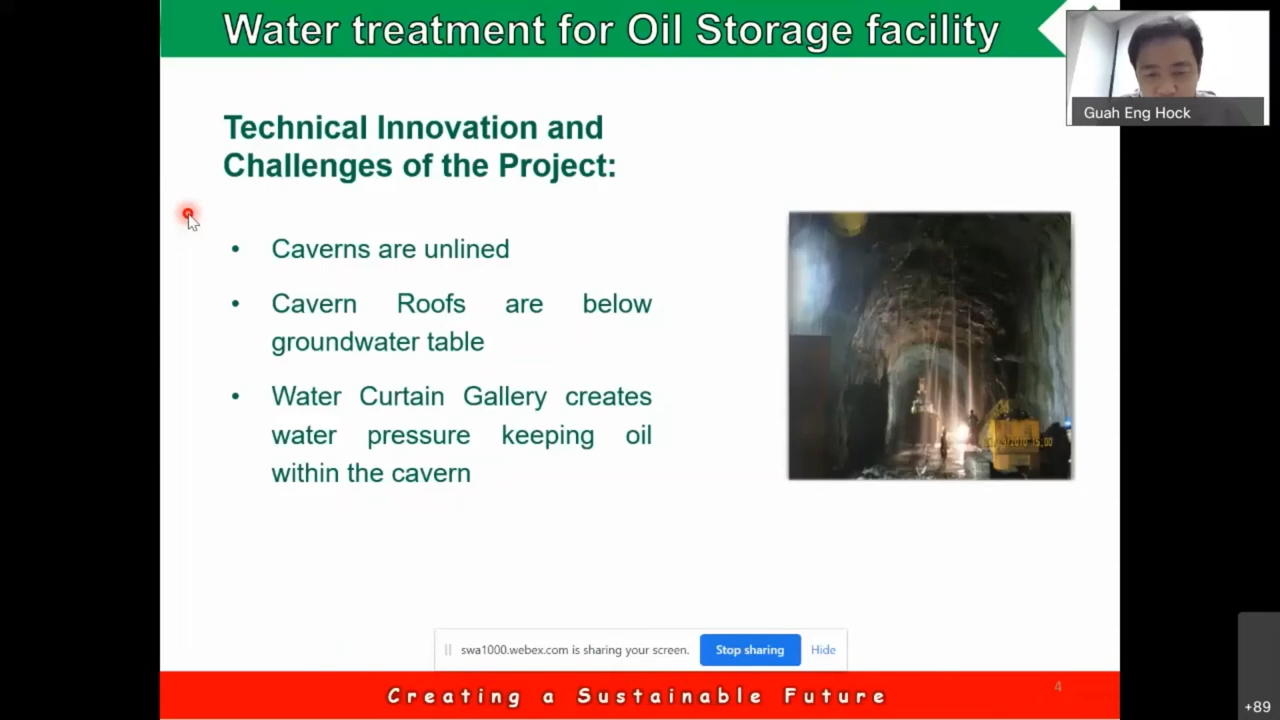 Water treatment for Oil Storage facility
Guah Eng Hock
Technical Innovation and
Challenges of the Project:
• Caverns are unlined
• Cavern Roofs are below
groundwater table
• Water Curtain Gallery creates
water pressure keeping oil
within the cavern
swa1000.webex.com is sharing your screen.
Stop sharing
Hide
Creating a Sustainable Future
4
+89